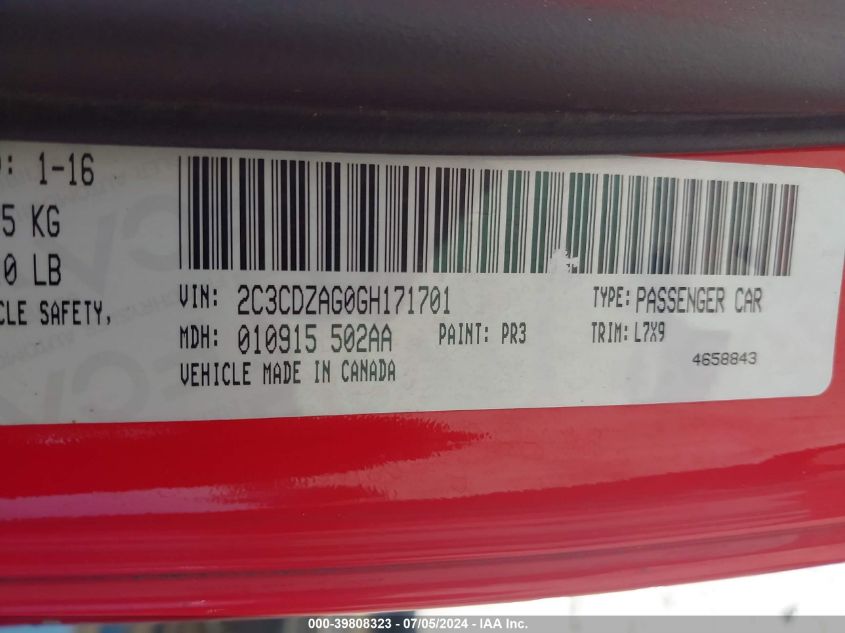 : 1-16
5 KG
0 LB
CLE SAFETY,
VIN: 2C3CDZAG0GH171701 TYPE: PASSENGER CAR
MDH: 010915 502AA PAINT: PR3 TRIM: L7X9
VEHICLE MADE IN CANADA 4658843
000-39808323 - 07/05/2024 - IAA Inc.